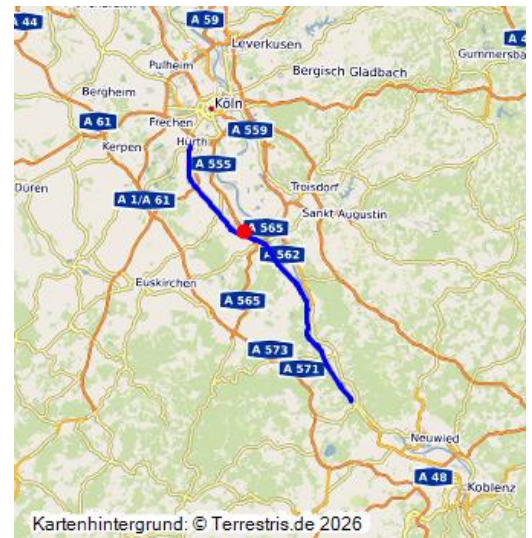 A 44
A 59
Leverkusen
Pulheim
Gummersba
Bergisch Gladbach
A 4
Bergheim
Köln
A 61
Frechen
A 559
Kerpen
Hürth
A 555
Düren
Troisdorf
A 1/A 61
Sankt Augustin
A 565
A 562
Euskirchen
A 565
A 573
A 571
Neuwied
A 48
Koblenz
Kartenhintergrund: © Terrestris.de 2026